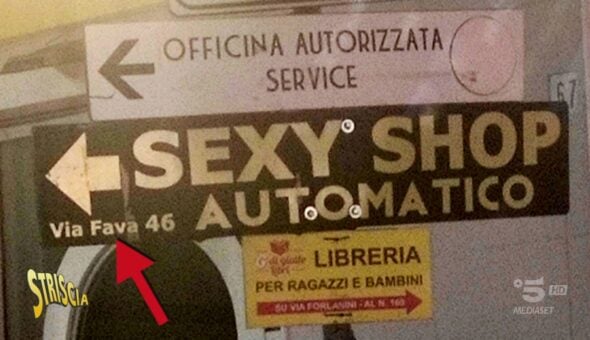 OFFICINA AUTORIZZATA
SERVICE
67
SEXY SHOP
AUTOMATICO
Via Fava 46
LIBRERIA
PER RAGAZZI E BAMBINI
SU VIA FORLANINI - AL N. 160
STRISCIA
5 HD
MEDIASET